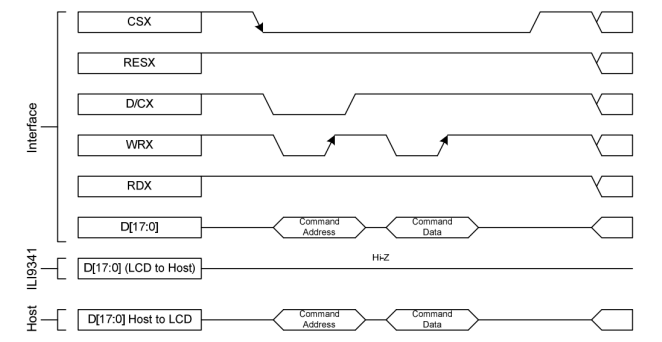 CSX
RESX
Interface
D/CX
WRX
RDX
D[17:0]
Command
Address
Command
Data
ILI9341
D[17:0] (LCD to Host)
Hi-Z
Host
D[17:0] Host to LCD
Command
Address
Command
Data